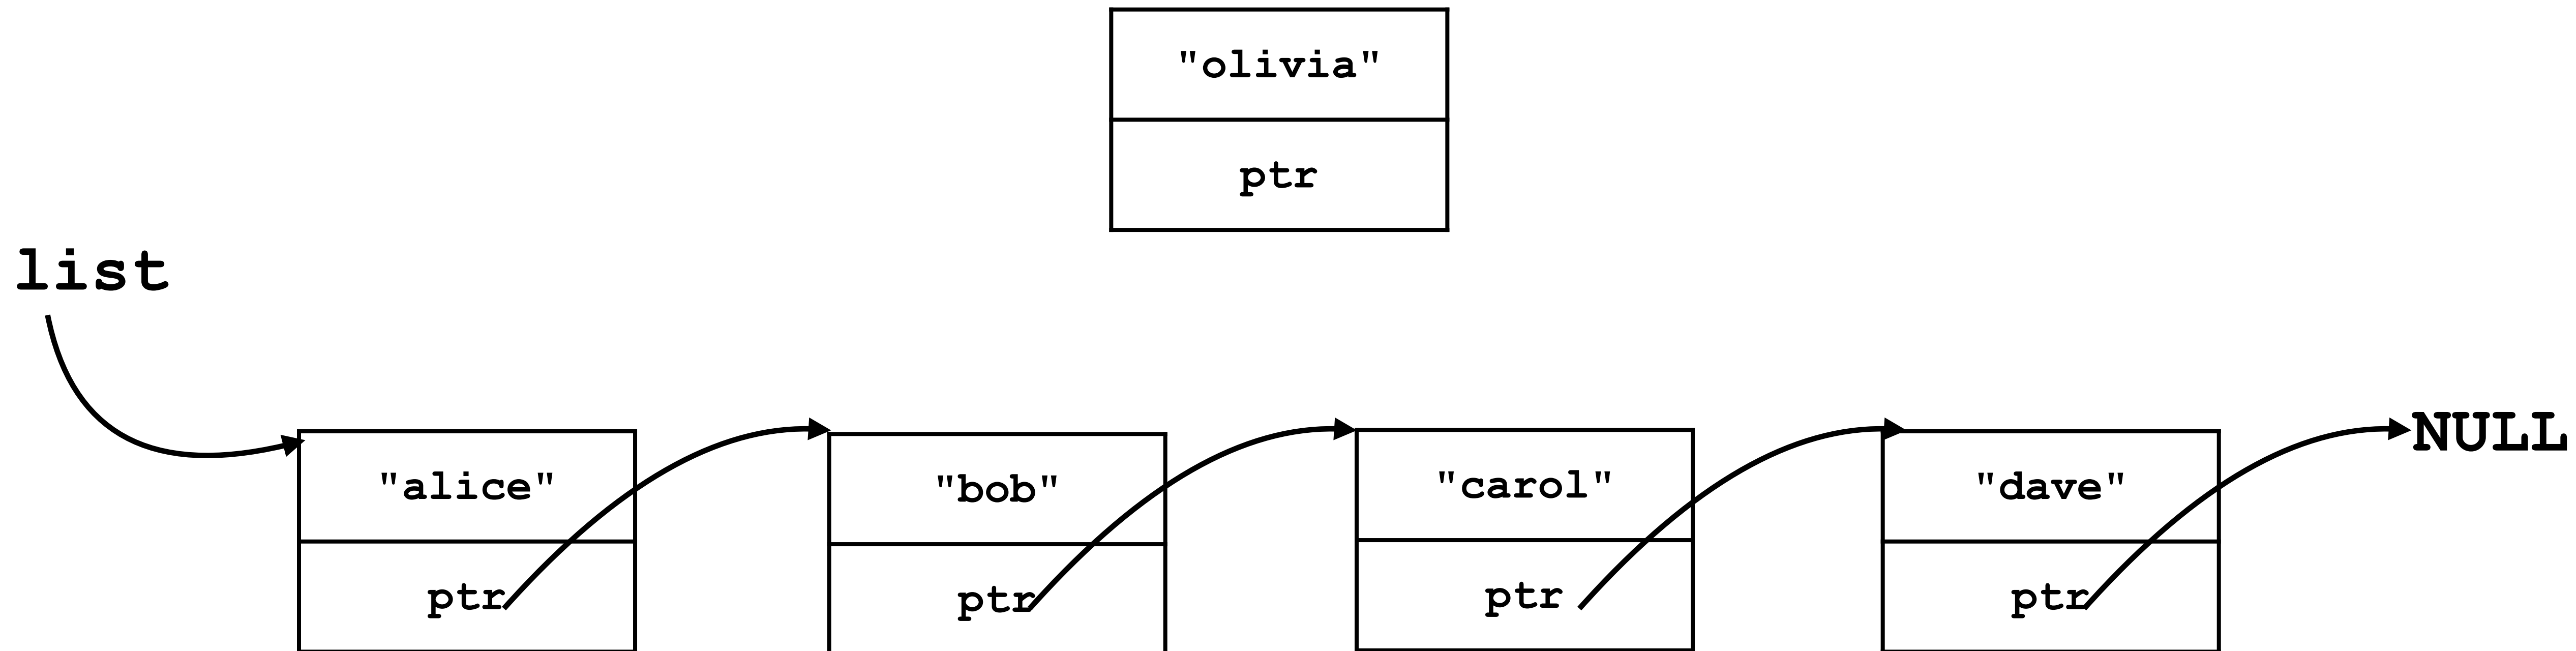 "olivia"
ptr
list
NULL
"alice" "bob" "carol" "dave"
ptr ptr ptr ptr